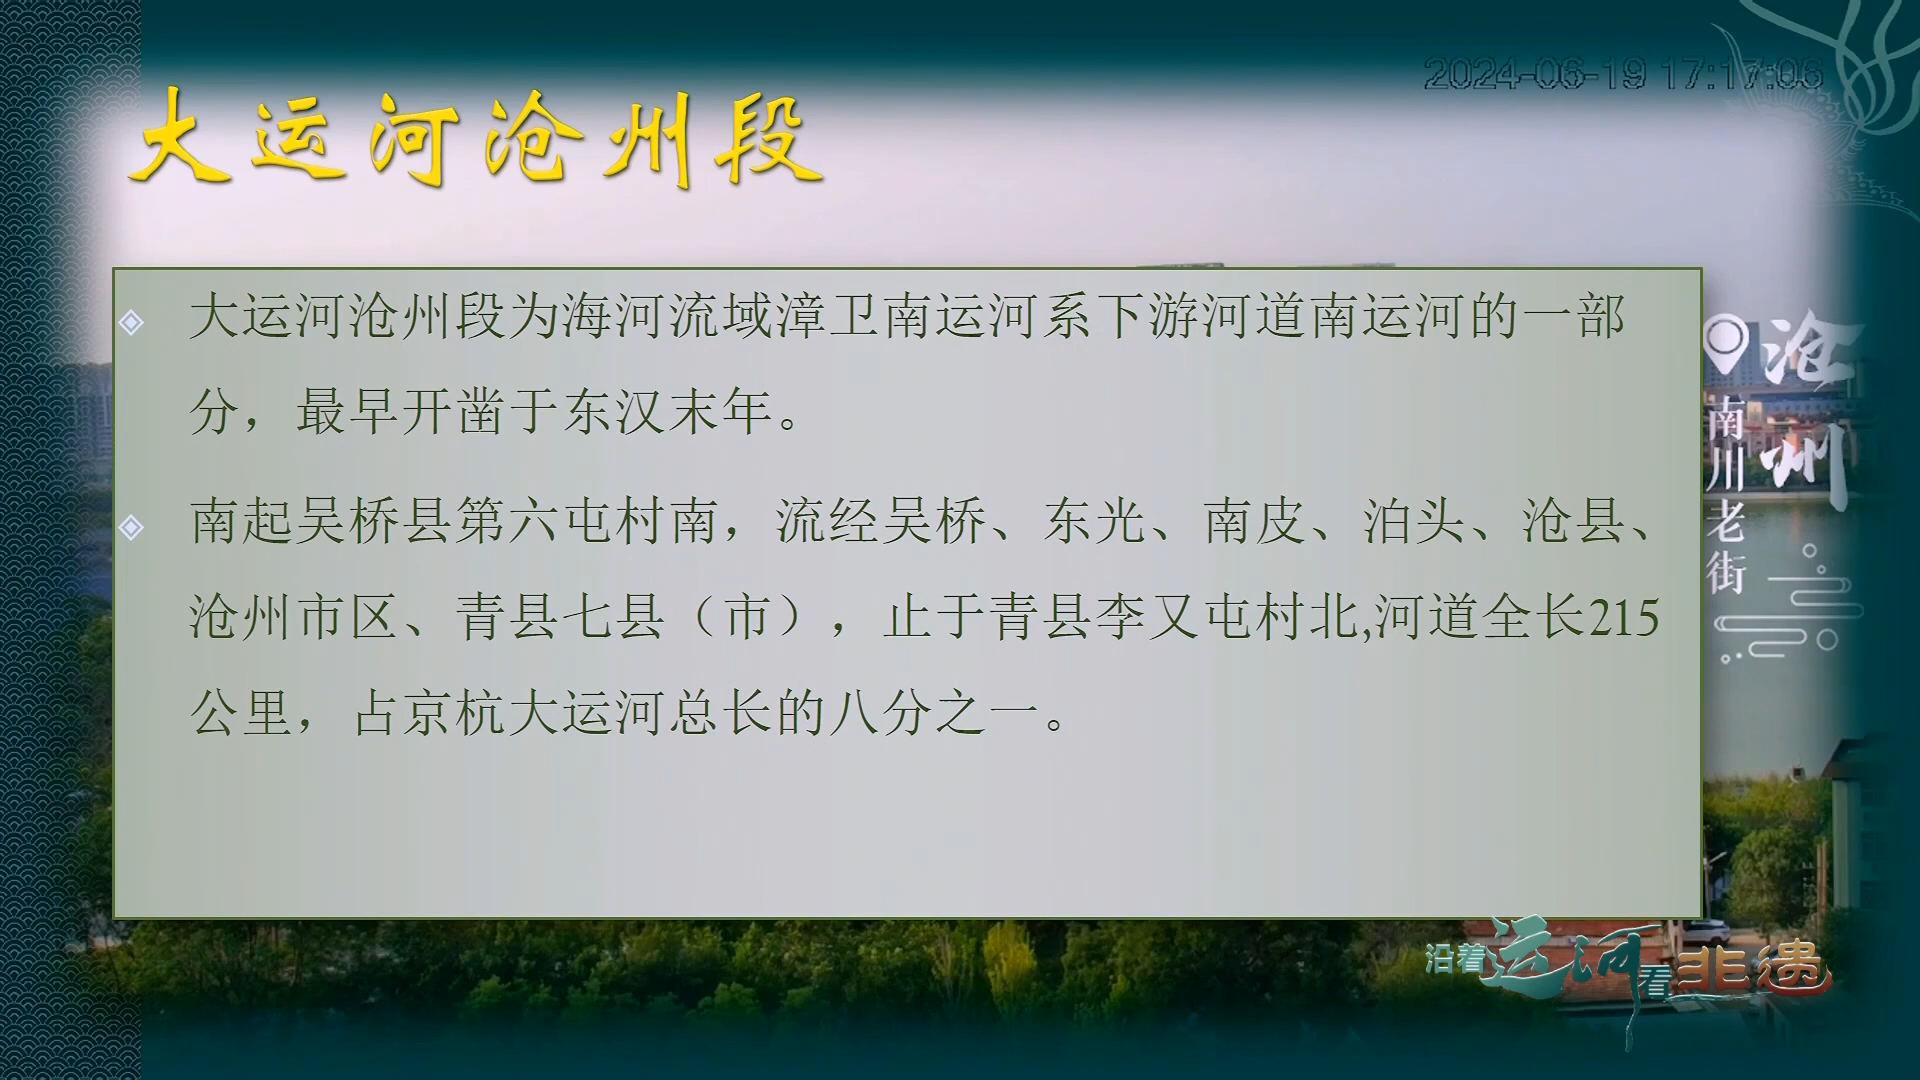 2024-06-19 17:17:06
大运河沧州段
大运河沧州段为海河流域漳卫南运河系下游河道南运河的一部
分，最早开凿于东汉末年。
南起吴桥县第六屯村南，流经吴桥、东光、南皮、泊头、沧县、
沧州市区、青县七县（市），止于青县李又屯村北,河道全长215
公里，占京杭大运河总长的八分之一。
沧州
南川老街
沿着运河看非遗